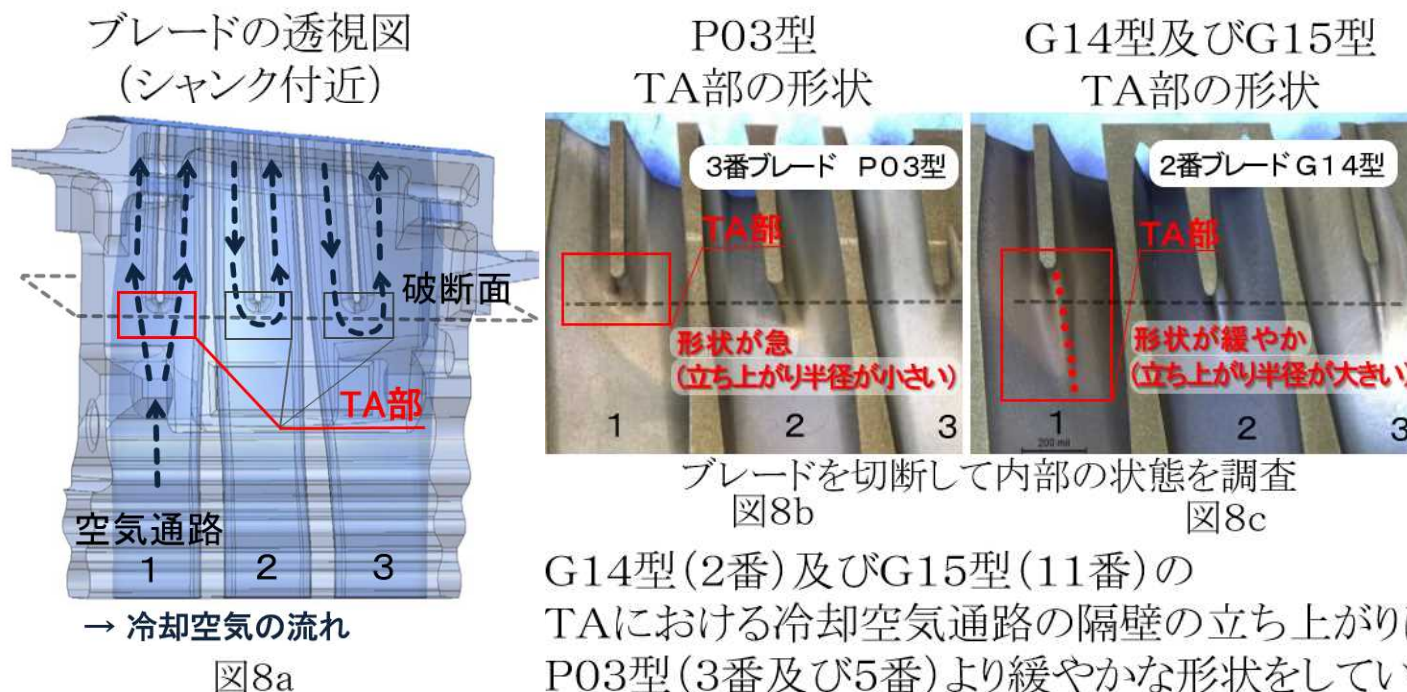 ブレードの透視図
(シャンク付近)
破断面
TA部
空気通路
1
2
3
→ 冷却空気の流れ
図8a
P03型
TA部の形状
3番ブレード P03型
TA部
形状が急
(立ち上がり半径が小さい)
1
2
3
図8b
G14型及びG15型
TA部の形状
2番ブレード G14型
TA部
形状が緩やか
(立ち上がり半径が大きい)
1
200 mil
2
3
ブレードを切断して内部の状態を調査
図8c
G14型(2番)及びG15型(11番)の
TAにおける冷却空気通路の隔壁の立ち上がり
P03型(3番及び5番)より緩やかな形状をしてい